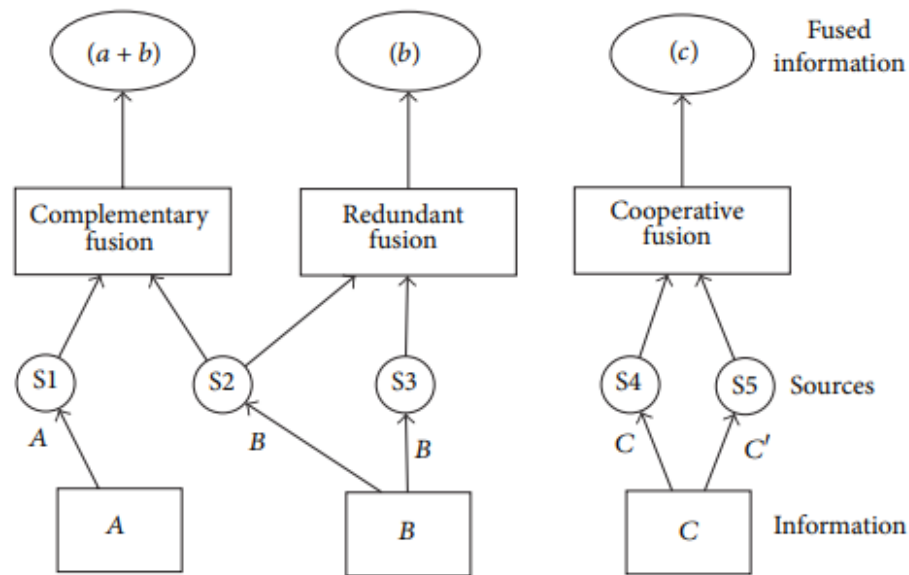 (a + b)
(b)
(c)
Fused
information
Complementary
fusion
Redundant
fusion
Cooperative
fusion
S1
S2
S3
S4
S5
Sources
A
B
B
C
C′
A
B
C
Information